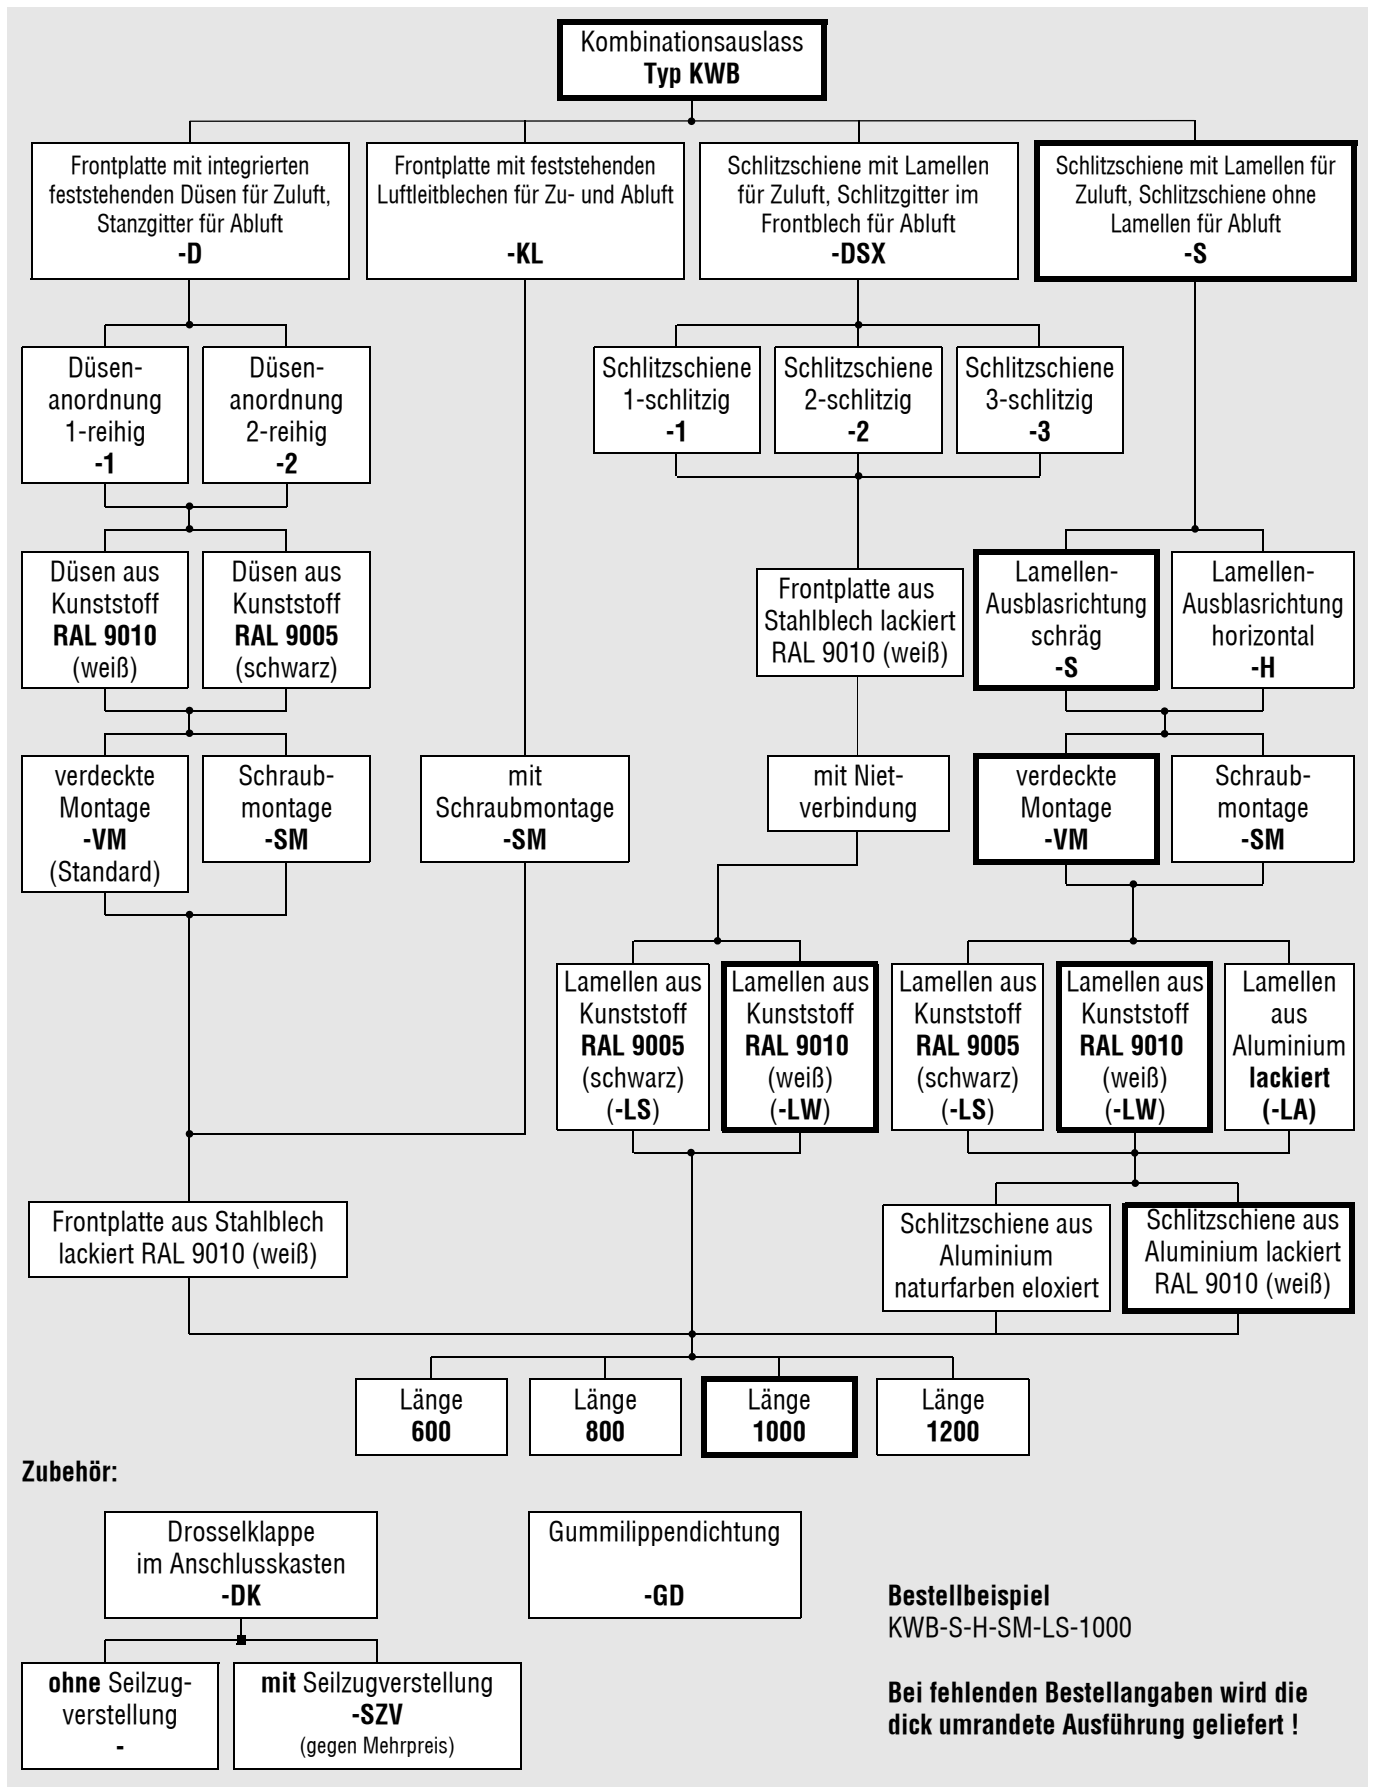 Kombinationsauslass
Typ KWB
Frontplatte mit integrierten
feststehenden Düsen für Zuluft,
Stanzgitter für Abluft
-D
Frontplatte mit feststehenden
Luftleitblechen für Zu- und Abluft
-KL
Schlitzschiene mit Lamellen
für Zuluft, Schlitzgitter im
Frontblech für Abluft
-DSX
Schlitzschiene mit Lamellen für
Zuluft, Schlitzschiene ohne
Lamellen für Abluft
-S
Düsen-
anordnung
1-reihig
-1
Düsen-
anordnung
2-reihig
-2
Schlitzschiene
1-schlitzig
-1
Schlitzschiene
2-schlitzig
-2
Schlitzschiene
3-schlitzig
-3
Düsen aus
Kunststoff
RAL 9010
(weiß)
Düsen aus
Kunststoff
RAL 9005
(schwarz)
Frontplatte aus
Stahlblech lackiert
RAL 9010 (weiß)
Lamellen-
Ausblasrichtung
schräg
-S
Lamellen-
Ausblasrichtung
horizontal
-H
verdeckte
Montage
-VM
(Standard)
Schraub-
montage
-SM
mit
Schraubmontage
-SM
mit Niet-
verbindung
verdeckte
Montage
-VM
Schraub-
montage
-SM
Lamellen aus
Kunststoff
RAL 9005
(schwarz)
(-LS)
Lamellen aus
Kunststoff
RAL 9010
(weiß)
(-LW)
Lamellen aus
Kunststoff
RAL 9005
(schwarz)
(-LS)
Lamellen aus
Kunststoff
RAL 9010
(weiß)
(-LW)
Lamellen
aus
Aluminium
lackiert
(-LA)
Frontplatte aus Stahlblech
lackiert RAL 9010 (weiß)
Schlitzschiene aus
Aluminium
naturfarben eloxiert
Schlitzschiene aus
Aluminium lackiert
RAL 9010 (weiß)
Länge
600
Länge
800
Länge
1000
Länge
1200
Zubehör:
Drosselklappe
im Anschlusskasten
-DK
Gummilippendichtung
-GD
ohne Seilzug-
verstellung
-
mit Seilzugverstellung
-SZV
(gegen Mehrpreis)
Bestellbeispiel
KWB-S-H-SM-LS-1000
Bei fehlenden Bestellangaben wird die
dick umrandete Ausführung geliefert !